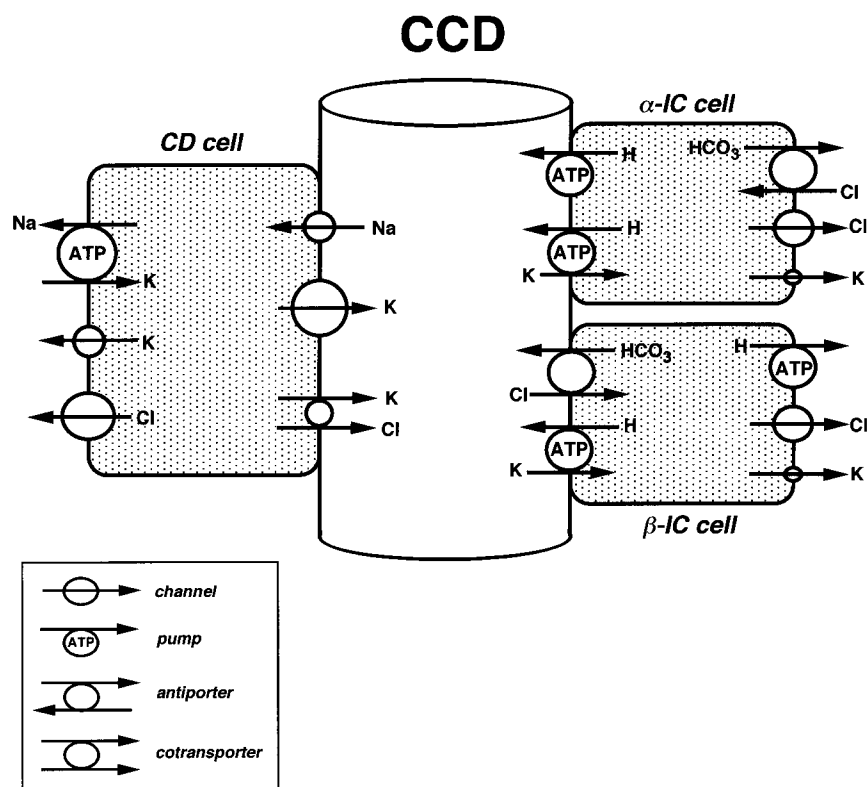 CCD
CD cell
Na
ATP
K
K
Cl
Na
K
K
Cl
α-IC cell
H
ATP
H
ATP
K
HCO₃
Cl
Cl
K
HCO₃
Cl
H
ATP
K
H
ATP
Cl
K
β-IC cell
channel
ATP
pump
antiporter
cotransporter